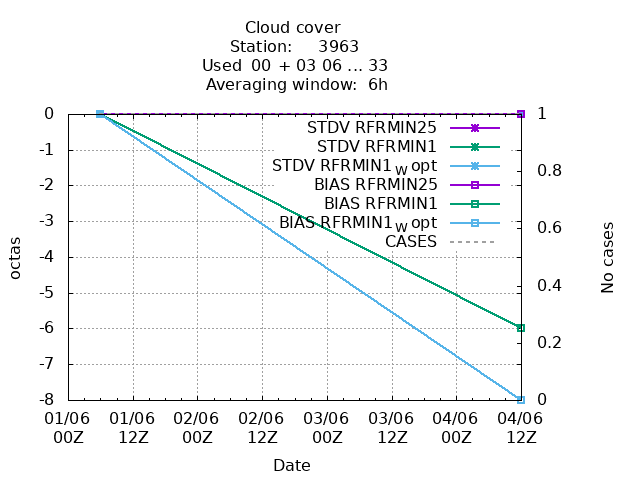 Cloud cover
Station: 3963
Used 00 + 03 06 ... 33
Averaging window: 6h
0
-1
-2
-3
-4
-5
-6
-7
-8
octas
STDV RFRMIN25
STDV RFRMIN1
STDV RFRMIN1w opt
BIAS RFRMIN25
BIAS RFRMIN1
BIAS RFRMIN1w opt
CASES
1
0.8
0.6
0.4
0.2
0
No cases
01/06 01/06 02/06 02/06 03/06 03/06 04/06 04/06
00Z 12Z 00Z 12Z 00Z 12Z 00Z 12Z
Date